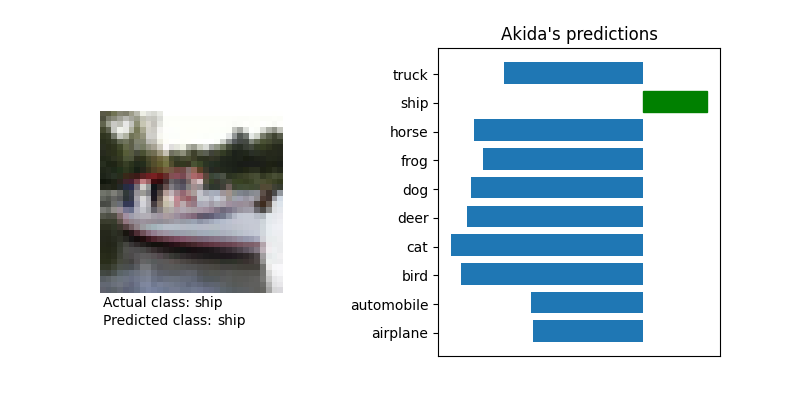 Akida's predictions
truck
ship
horse
frog
dog
deer
cat
bird
automobile
airplane
Actual class: ship
Predicted class: ship